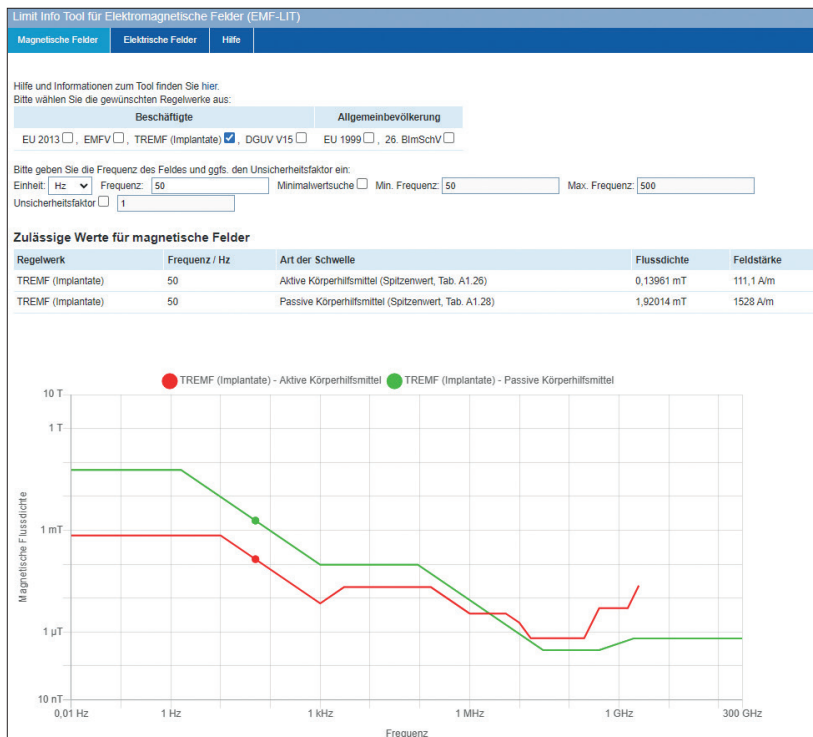 Limit Info Tool für Elektromagnetische Felder (EMF-LIT)
Magnetische Felder Elektrische Felder Hilfe
Hilfe und Informationen zum Tool finden Sie hier.
Bitte wählen Sie die gewünschten Regelwerke aus:
Beschäftigte Allgemeinbevölkerung
EU 2013 , EMFV , TREMF (Implantate) , DGUV V15 EU 1999 , 26. BImSchV
Bitte geben Sie die Frequenz des Feldes und ggfs. den Unsicherheitsfaktor ein:
Einheit: Hz Frequenz: 50 Minimalwertsuche Min. Frequenz: 50 Max. Frequenz: 500
Unsicherheitsfaktor 1
Zulässige Werte für magnetische Felder
Regelwerk Frequenz / Hz Art der Schwelle Flussdichte Feldstärke
TREMF (Implantate) 50 Aktive Körperhilfsmittel (Spitzenwert, Tab. A1.26) 0,13961 mT 111,1 A/m
TREMF (Implantate) 50 Passive Körperhilfsmittel (Spitzenwert, Tab. A1.28) 1,92014 mT 1528 A/m
TREMF (Implantate) - Aktive Körperhilfsmittel TREMF (Implantate) - Passive Körperhilfsmittel
10 T
1 T
1 mT
1 µT
10 nT
Magnetische Flussdichte
0,01 Hz 1 Hz 1 kHz 1 MHz 1 GHz 300 GHz
Frequenz